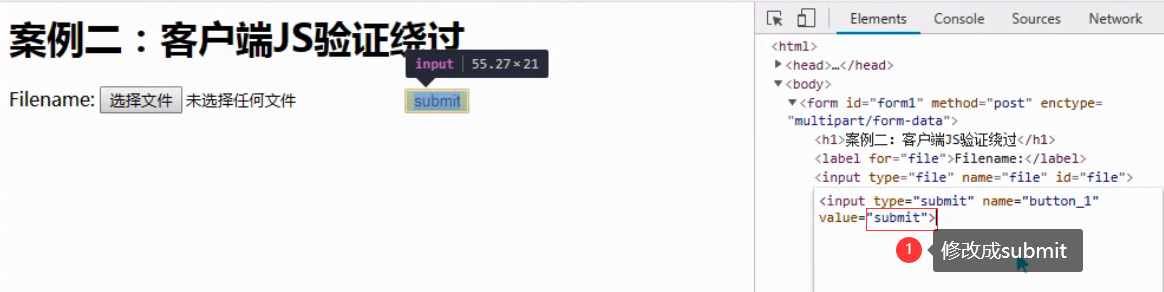 案例二：客户端JS验证绕过
input 55.27×21
Filename: 选择文件 未选择任何文件 submit
Elements Console Sources Network
<html>
<head>…</head>
<body>
<form id="form1" method="post" enctype=
"multipart/form-data">
<h1>案例二：客户端JS验证绕过</h1>
<label for="file">Filename:</label>
<input type="file" name="file" id="file">
<input type="submit" name="button_1"
value="submit">
1 修改成submit